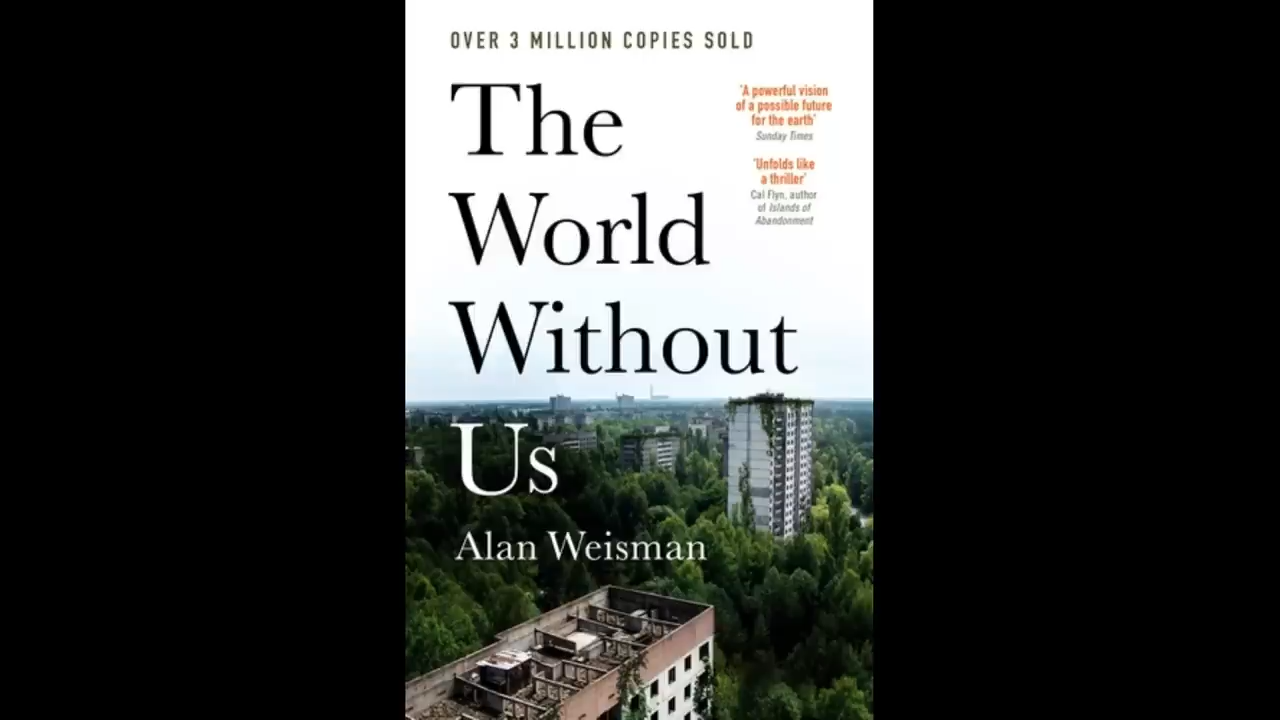 OVER 3 MILLION COPIES SOLD
The
World
Without
Us
Alan Weisman
'A powerful vision
of a possible future
for the earth'
Sunday Times
'Unfolds like
a thriller'
Cal Flyn, author
of Islands of
Abandonment